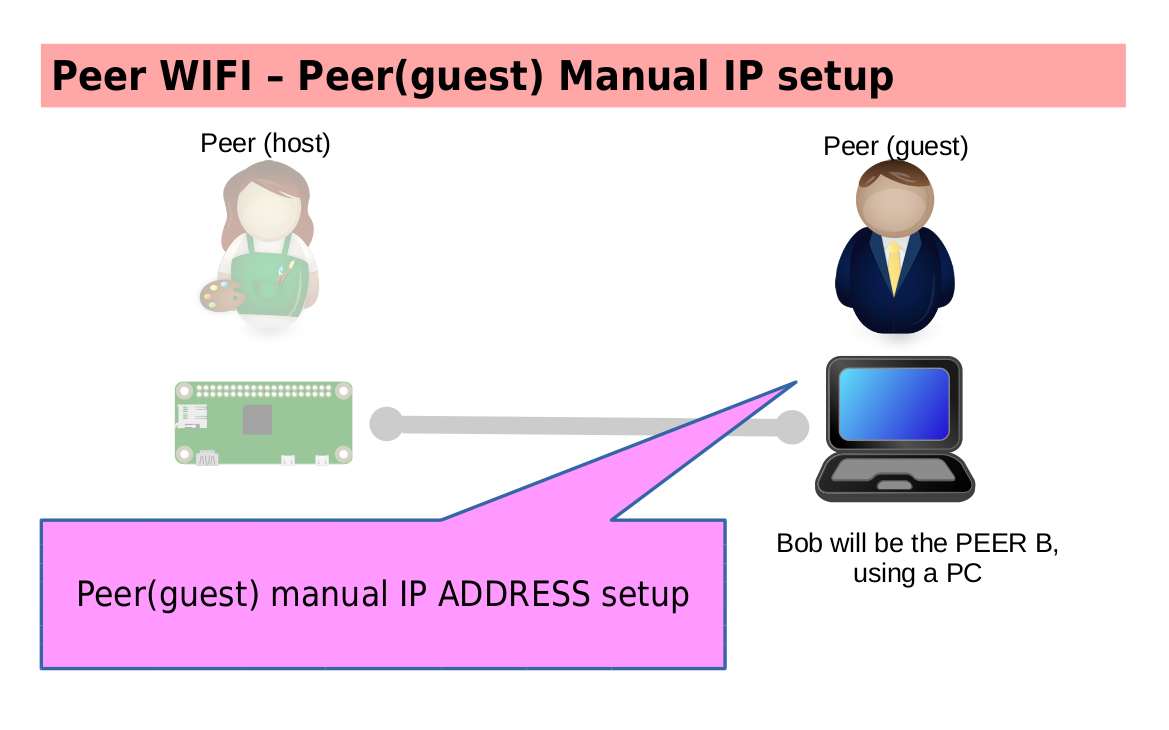 Peer WIFI – Peer(guest) Manual IP setup
Peer (host)
Peer (guest)
Peer(guest) manual IP ADDRESS setup
Bob will be the PEER B,
using a PC